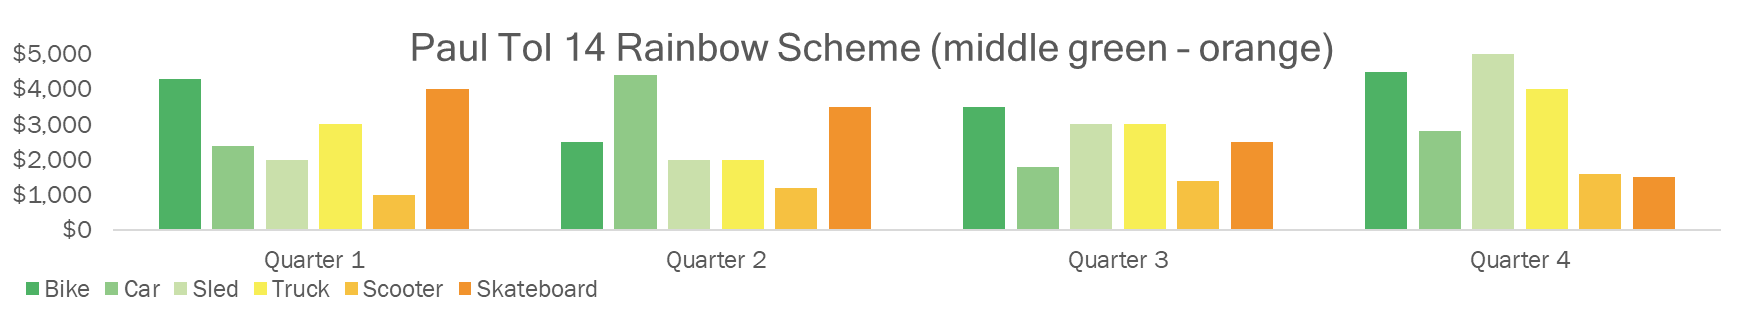 Paul Tol 14 Rainbow Scheme (middle green - orange)
$5,000
$4,000
$3,000
$2,000
$1,000
$0
Quarter 1 Quarter 2 Quarter 3 Quarter 4
Bike Car Sled Truck Scooter Skateboard